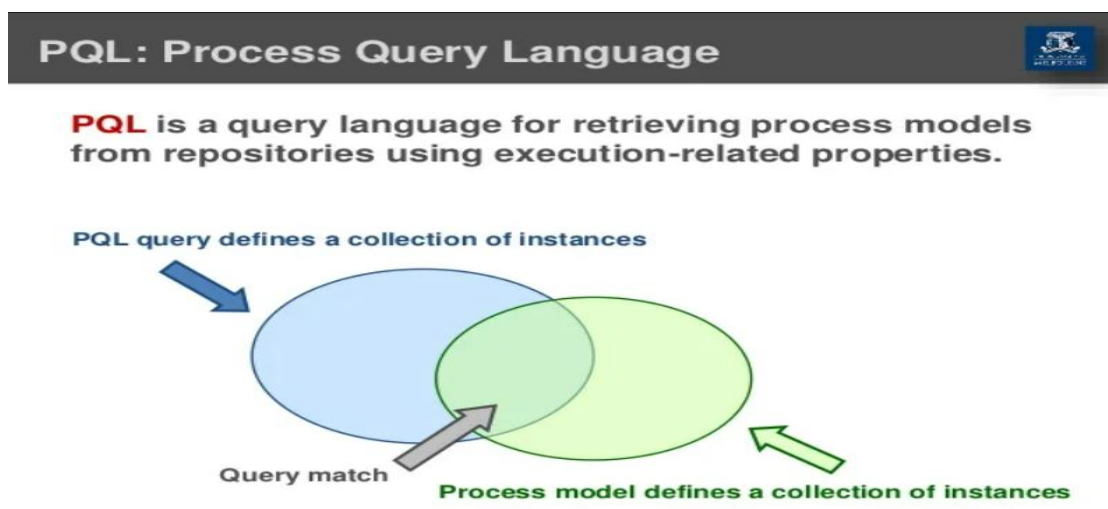 PQL: Process Query Language
PQL is a query language for retrieving process models
from repositories using execution-related properties.
PQL query defines a collection of instances
Query match
Process model defines a collection of instances